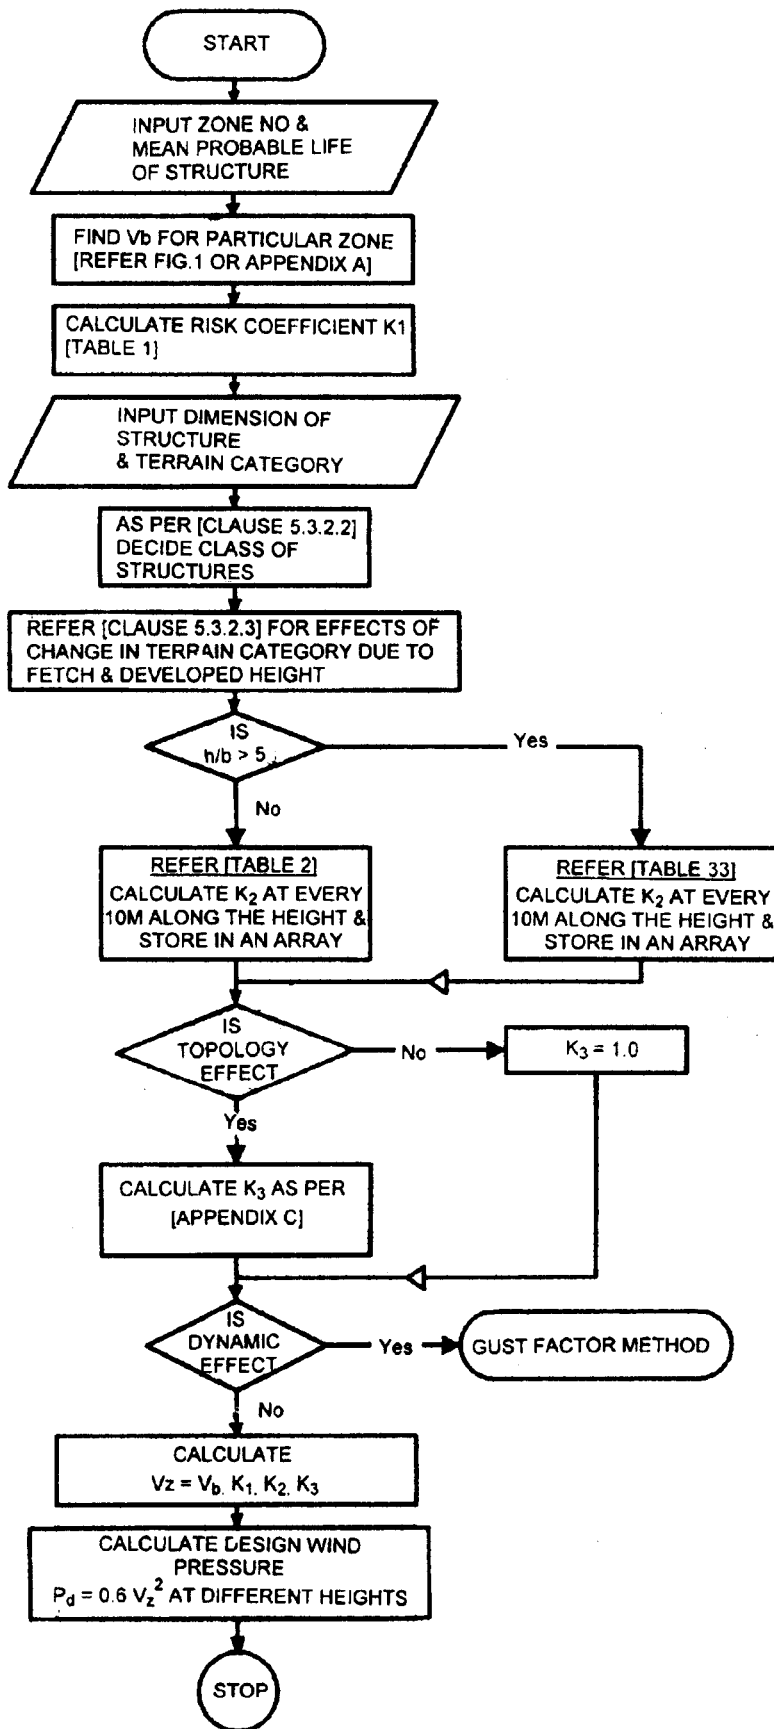 START
INPUT ZONE NO &
MEAN PROBABLE LIFE
OF STRUCTURE
FIND Vb FOR PARTICULAR ZONE
[REFER FIG.1 OR APPENDIX A]
CALCULATE RISK COEFFICIENT K1
[TABLE 1]
INPUT DIMENSION OF
STRUCTURE
& TERRAIN CATEGORY
AS PER [CLAUSE 5.3.2.2]
DECIDE CLASS OF
STRUCTURES
REFER [CLAUSE 5.3.2.3] FOR EFFECTS OF
CHANGE IN TERRAIN CATEGORY DUE TO
FETCH & DEVELOPED HEIGHT
IS
h/b > 5
Yes
No
REFER [TABLE 2]
CALCULATE K₂ AT EVERY
10M ALONG THE HEIGHT &
STORE IN AN ARRAY
REFER [TABLE 33]
CALCULATE K₂ AT EVERY
10M ALONG THE HEIGHT &
STORE IN AN ARRAY
IS
TOPOLOGY
EFFECT
No
K₃ = 1.0
Yes
CALCULATE K₃ AS PER
[APPENDIX C]
IS
DYNAMIC
EFFECT
Yes
GUST FACTOR METHOD
No
CALCULATE
Vz = V_b. K₁. K₂. K₃
CALCULATE DESIGN WIND
PRESSURE
P_d = 0.6 V_z² AT DIFFERENT HEIGHTS
STOP